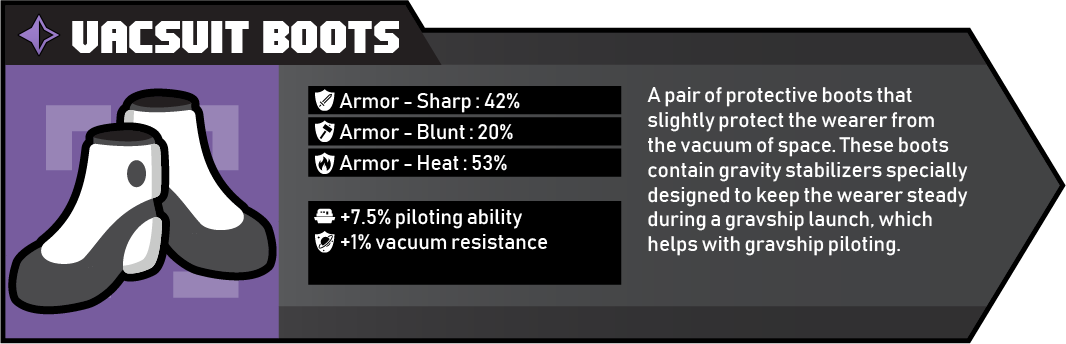 VACSUIT BOOTS
Armor - Sharp : 42%
Armor - Blunt : 20%
Armor - Heat : 53%
+7.5% piloting ability
+1% vacuum resistance
A pair of protective boots that
slightly protect the wearer from
the vacuum of space. These boots
contain gravity stabilizers specially
designed to keep the wearer steady
during a gravship launch, which
helps with gravship piloting.